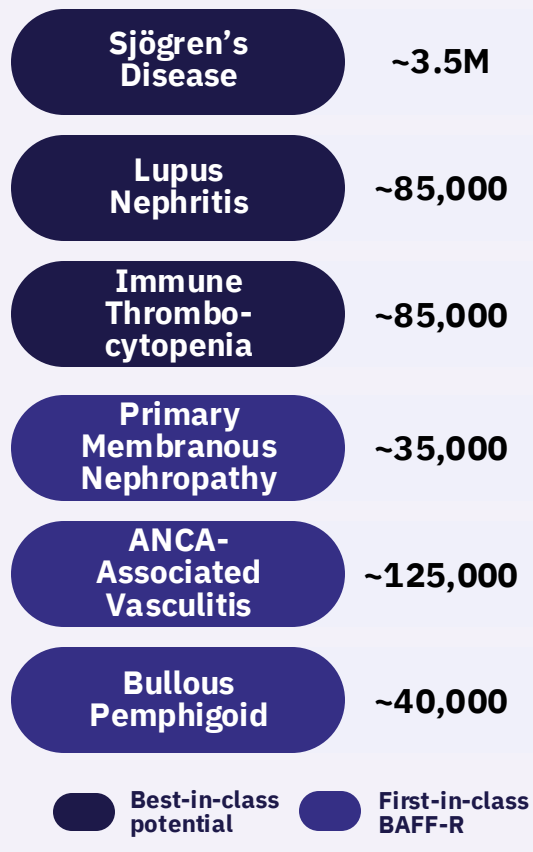 Sjögren’s
Disease
~3.5M
Lupus
Nephritis
~85,000
Immune
Thrombo-
cytopenia
~85,000
Primary
Membranous
Nephropathy
~35,000
ANCA-
Associated
Vasculitis
~125,000
Bullous
Pemphigoid
~40,000
Best-in-class
potential
First-in-class
BAFF-R